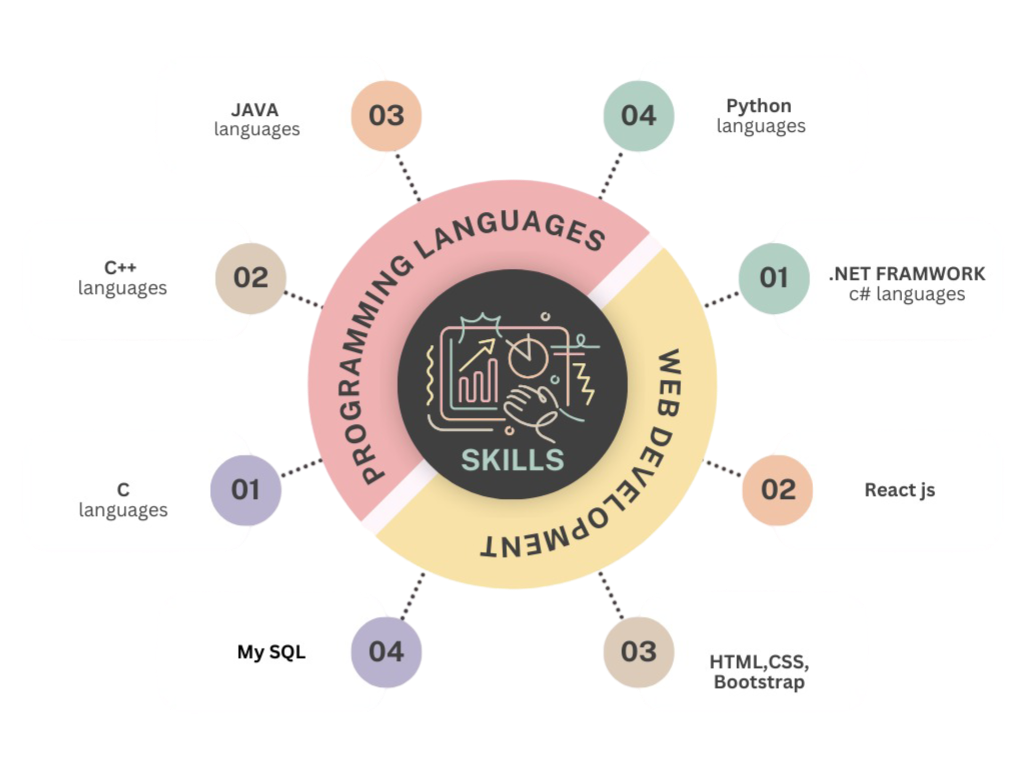 03
JAVA
languages
04
Python
languages
02
C++
languages
01
.NET FRAMWORK
c# languages
01
C
languages
02
React js
04
My SQL
03
HTML,CSS,
Bootstrap
PROGRAMMING LANGUAGES
WEB DEVELOPMENT
SKILLS